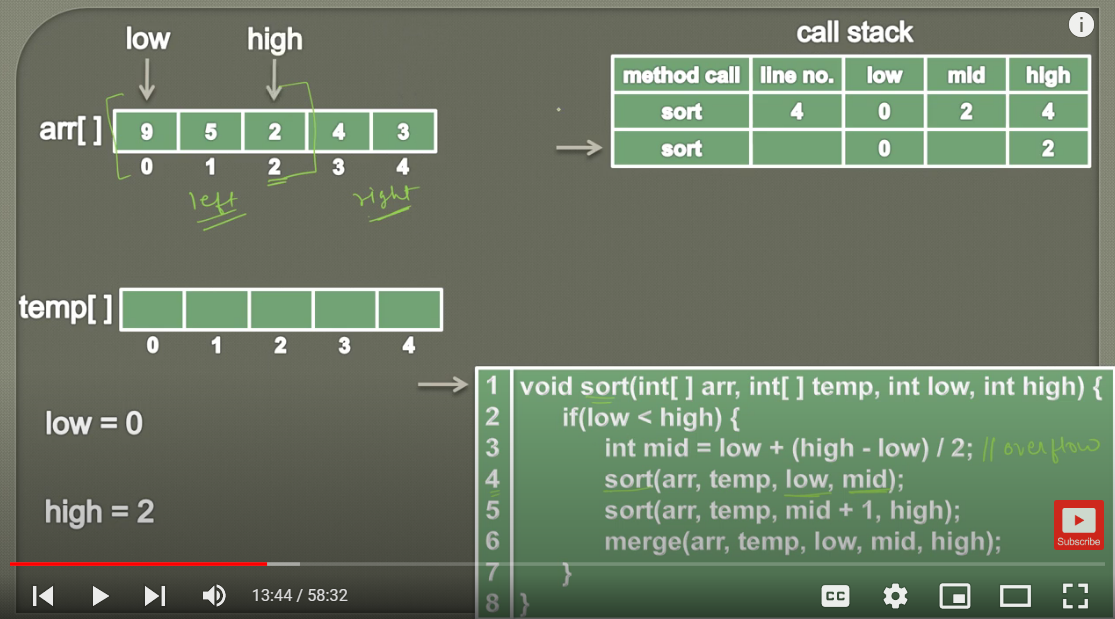 low high
arr[ ] 9 5 2 4 3
0 1 2 3 4
left right
call stack
i
method call line no. low mid high
sort 4 0 2 4
sort 0 2
temp[ ]
0 1 2 3 4
low = 0
high = 2
1 void sort(int[ ] arr, int[ ] temp, int low, int high) {
2 if(low < high) {
3 int mid = low + (high - low) / 2; // overflow
4 sort(arr, temp, low, mid);
5 sort(arr, temp, mid + 1, high);
6 merge(arr, temp, low, mid, high);
7 }
8 }
Subscribe
13:44 / 58:32
CC